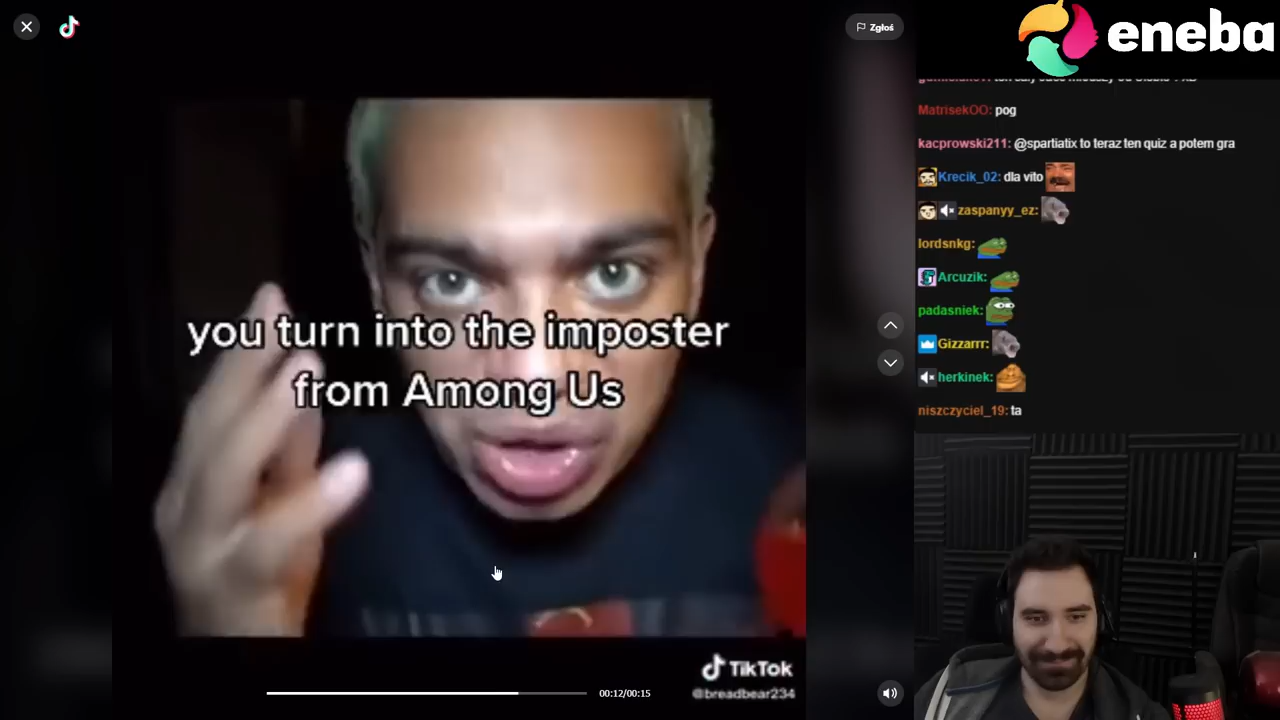 Zgłoś
you turn into the imposter
from Among Us
TikTok
@breadbear234
00:12/00:15
eneba
MatrisekOO: pog
kacprowski211: @spartiatix to teraz ten quiz a potem gra
Krecik_02: dla vito
zaspanyy_ez:
lordsnkg:
Arcuzik:
padasniek:
Gizzarrr:
herkinek:
niszczyciel_19: ta